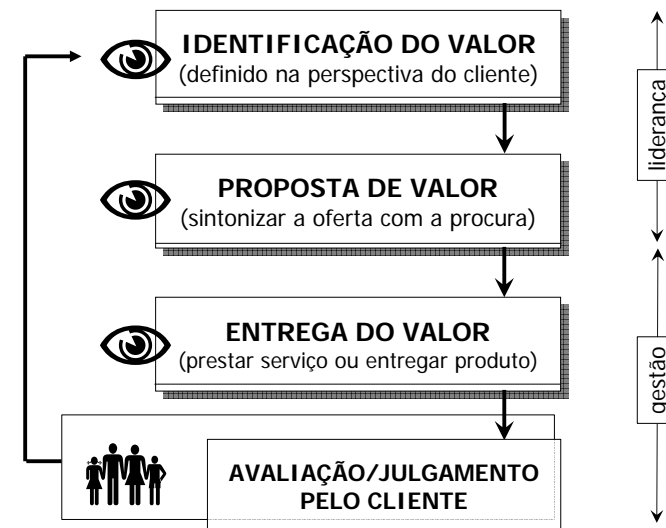 IDENTIFICAÇÃO DO VALOR
(definido na perspectiva do cliente)
PROPOSTA DE VALOR
(sintonizar a oferta com a procura)
ENTREGA DO VALOR
(prestar serviço ou entregar produto)
AVALIAÇÃO/JULGAMENTO
PELO CLIENTE
liderança
gestão